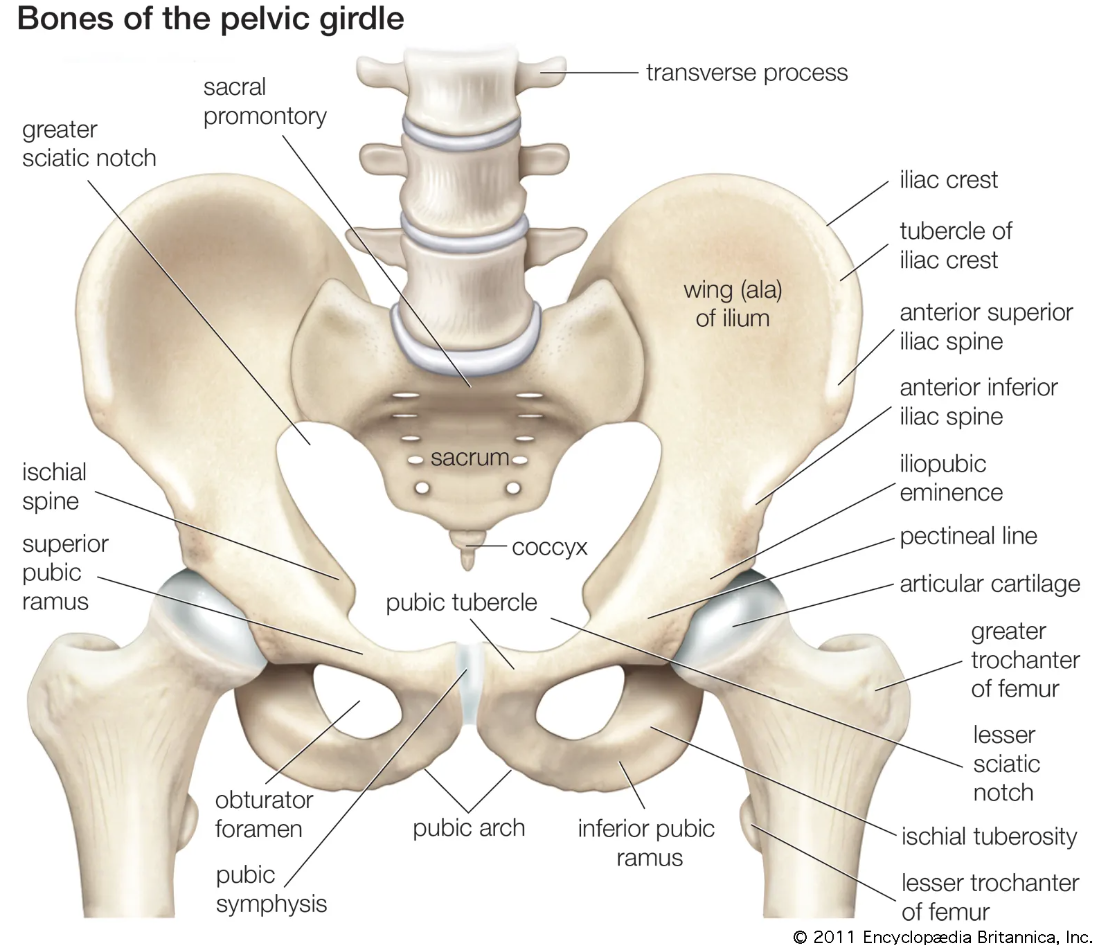 Bones of the pelvic girdle
transverse process
sacral
promontory
greater
sciatic notch
iliac crest
tubercle of
iliac crest
wing (ala)
of ilium
anterior superior
iliac spine
anterior inferior
iliac spine
sacrum
iliopubic
eminence
ischial
spine
pectineal line
coccyx
superior
pubic
ramus
articular cartilage
pubic tubercle
greater
trochanter
of femur
lesser
sciatic
notch
obturator
foramen
pubic arch
inferior pubic
ramus
ischial tuberosity
pubic
symphysis
lesser trochanter
of femur
© 2011 Encyclopædia Britannica, Inc.